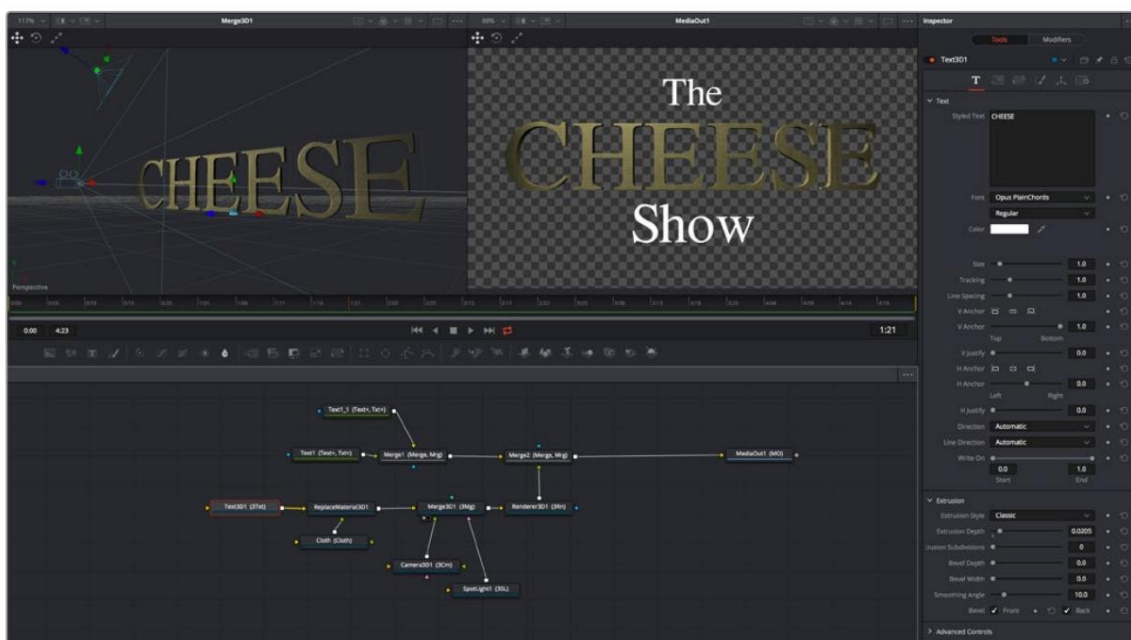 117%
Merge3D1
80%
MediaOut1
Inspector
Tools
Modifiers
Text3D1
T
Text
Styled Text
CHEESE
Font
Opus PlainChords
Regular
Color
Size
1.0
Tracking
1.0
Line Spacing
1.0
V Anchor
V Anchor
1.0
Top
Bottom
V Justify
0.0
H Anchor
H Anchor
0.0
Left
Right
H Justify
0.0
Direction
Automatic
Line Direction
Automatic
Write On
0.0
1.0
Start
End
Extrusion
Extrusion Style
Classic
Extrusion Depth
0.0205
rusion Subdivisions
0
Bevel Depth
0.0
Bevel Width
0.0
Smoothing Angle
10.0
Bevel
Front
Back
Advanced Controls
CHEESE
Perspective
The
CHEESE
Show
0:00
4:23
1:21
Text1_1 (Text+, Txt+)
Text1 (Text+, Txt+)
Merge1 (Merge, Mrg)
Merge2 (Merge, Mrg)
MediaOut1 (MO)
Text3D1 (3Txt)
ReplaceMaterial3D1
Merge3D1 (3Mg)
Renderer3D1 (3Rn)
Cloth (Cloth)
Camera3D1 (3Cm)
SpotLight1 (3SL)